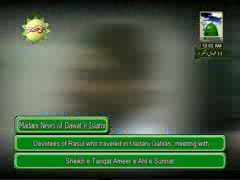 12:02 AM
Madani News of Dawat e Islami
Devotees of Rasul who traveled in Madani Qafilas, meeting with
Sheikh e Tariqat Ameer e Ahl e Sunnat